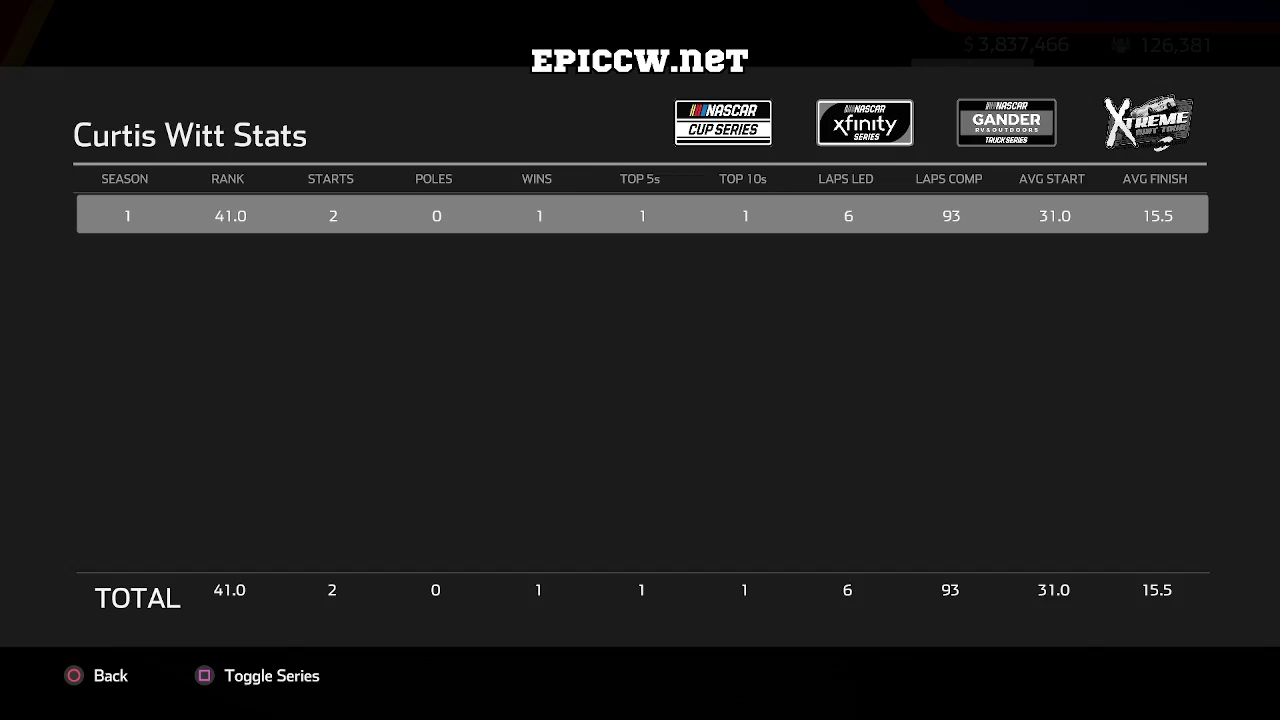 $ 3,837,466 126,381
EPICCW.NET
Curtis Witt Stats
NASCAR
CUP SERIES
NASCAR
xfinity
SERIES
NASCAR
GANDER
RV & OUTDOORS
TRUCK SERIES
XTREME
DIRT TOUR
SEASON RANK STARTS POLES WINS TOP 5s TOP 10s LAPS LED LAPS COMP AVG START AVG FINISH
1 41.0 2 0 1 1 1 6 93 31.0 15.5
TOTAL 41.0 2 0 1 1 1 6 93 31.0 15.5
Back Toggle Series